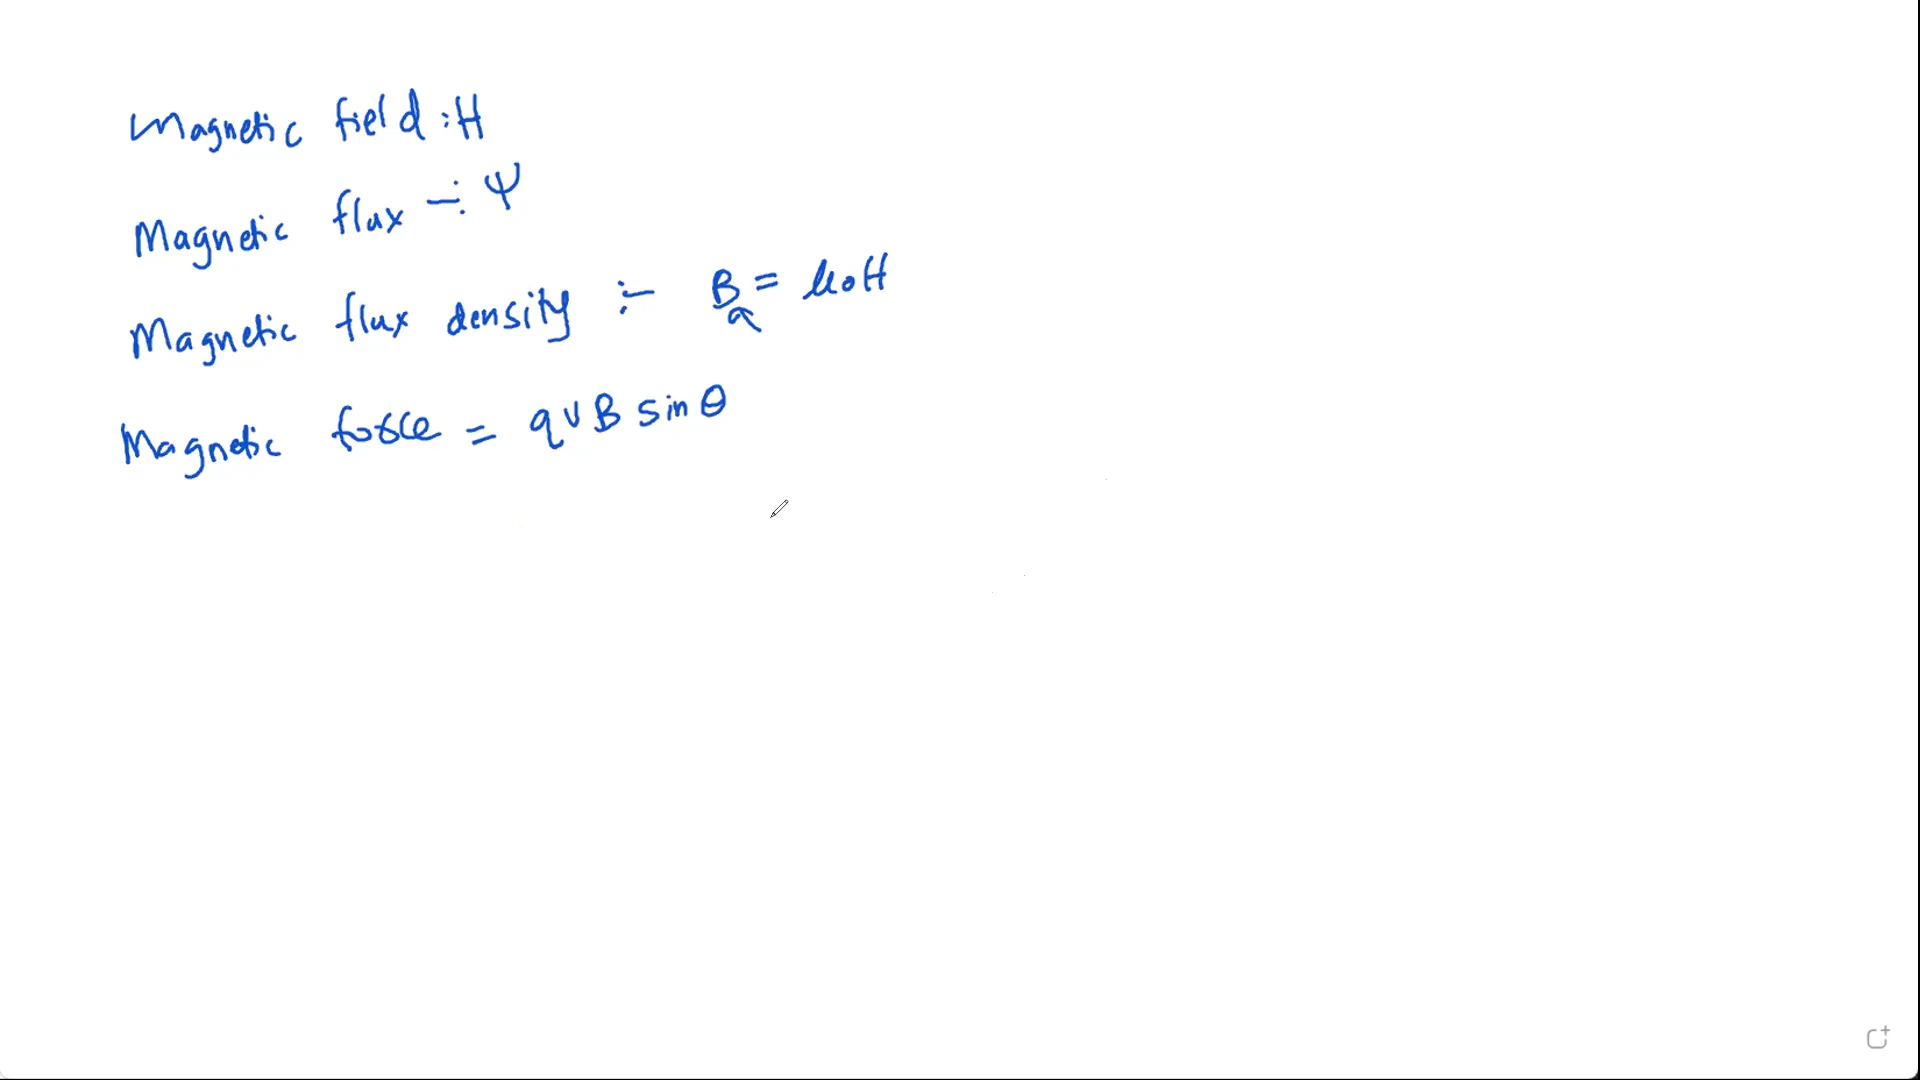 Magnetic field : H
Magnetic flux -: Ψ
Magnetic flux density :- B = μ₀H
Magnetic force = qvB sin θ